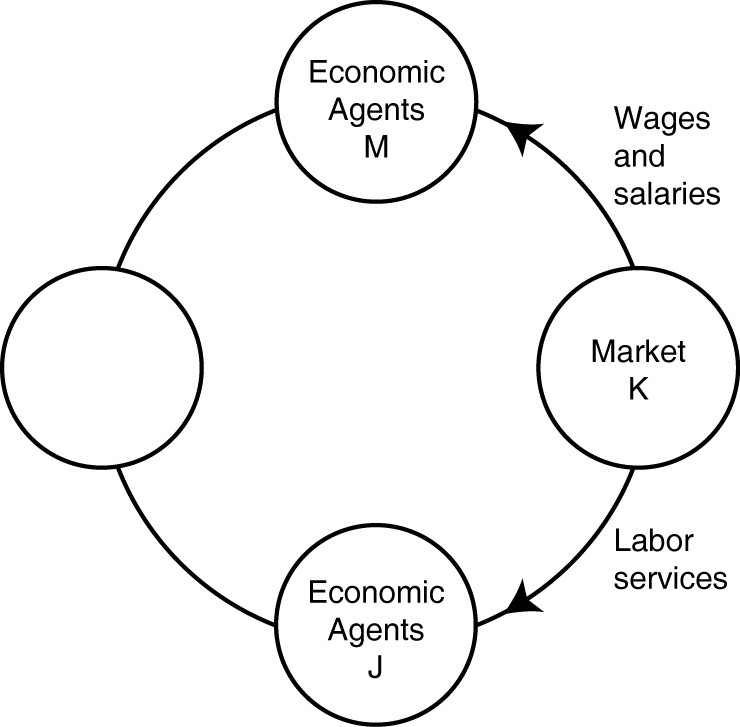 Economic
Agents
M
Wages
and
salaries
Market
K
Labor
services
Economic
Agents
J